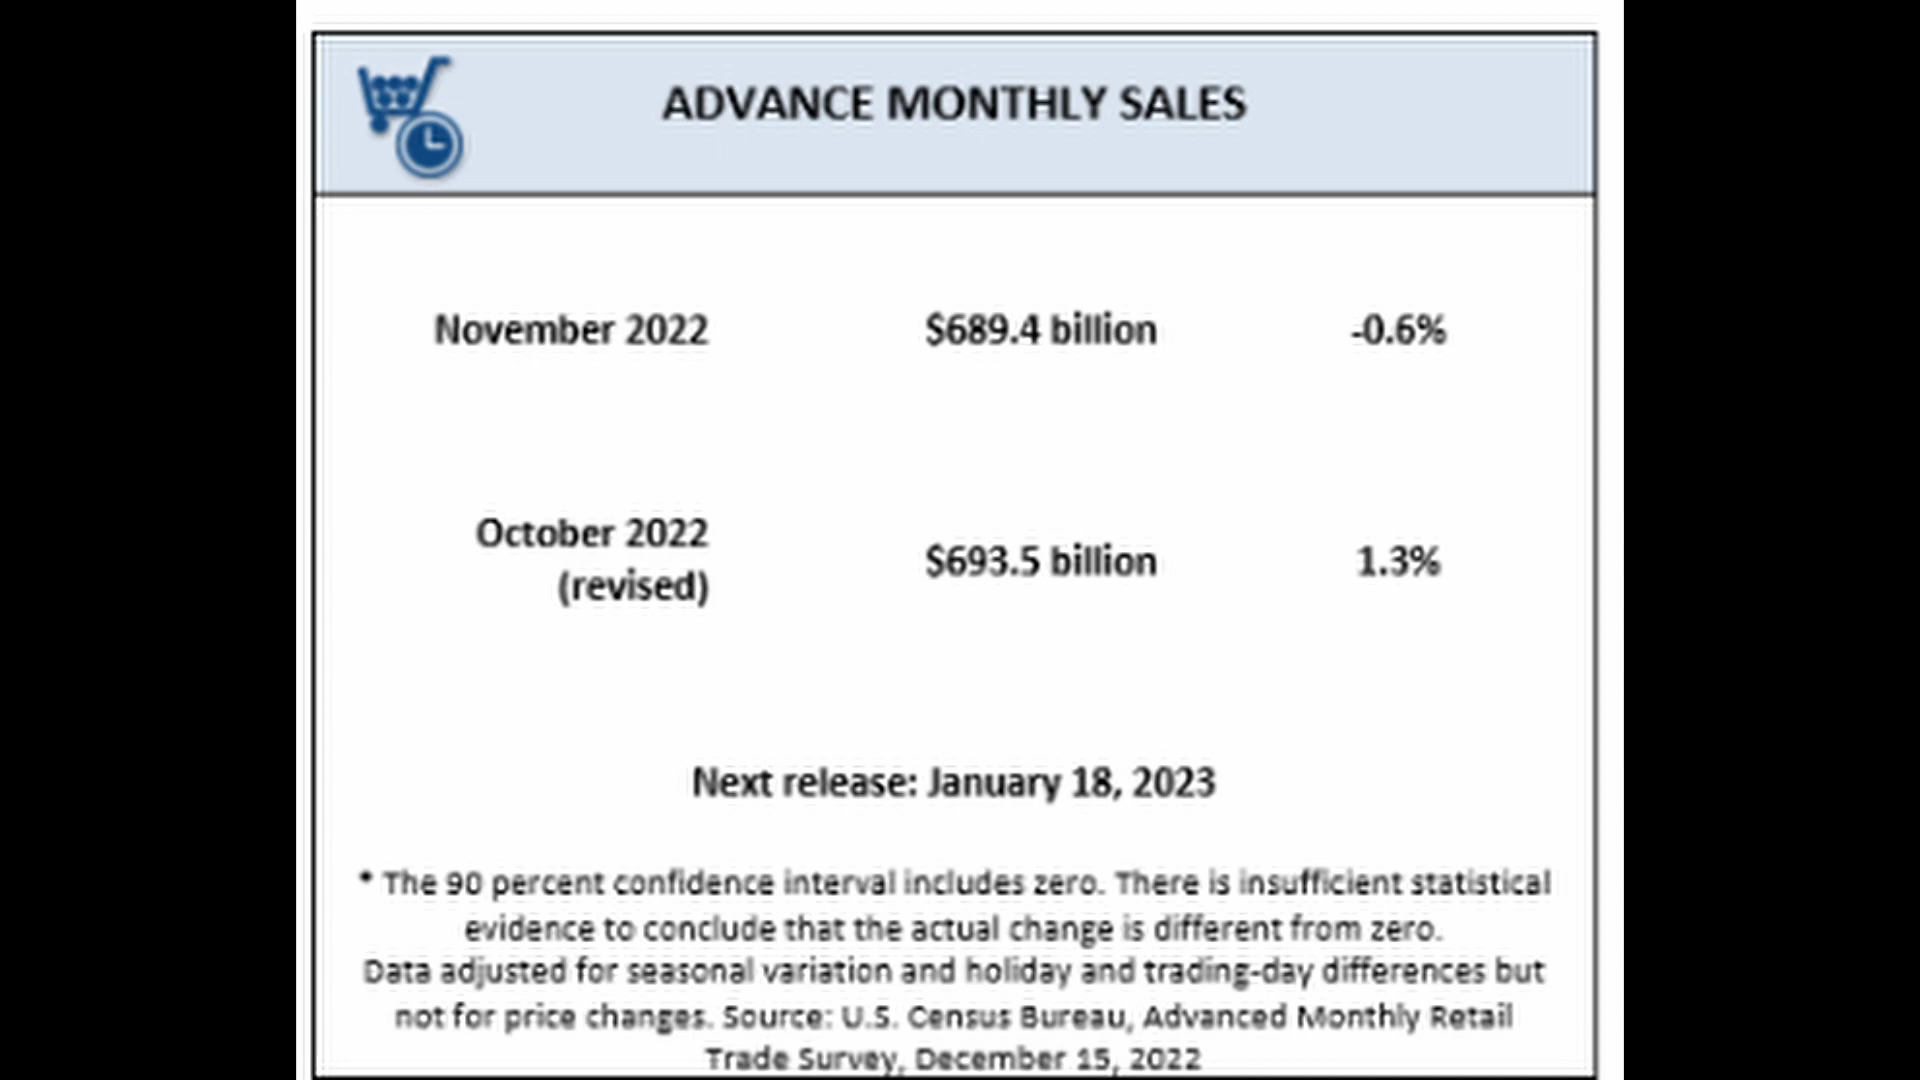 ADVANCE MONTHLY SALES
November 2022 $689.4 billion -0.6%
October 2022
(revised) $693.5 billion 1.3%
Next release: January 18, 2023
* The 90 percent confidence interval includes zero. There is insufficient statistical
evidence to conclude that the actual change is different from zero.
Data adjusted for seasonal variation and holiday and trading-day differences but
not for price changes. Source: U.S. Census Bureau, Advanced Monthly Retail
Trade Survey, December 15, 2022